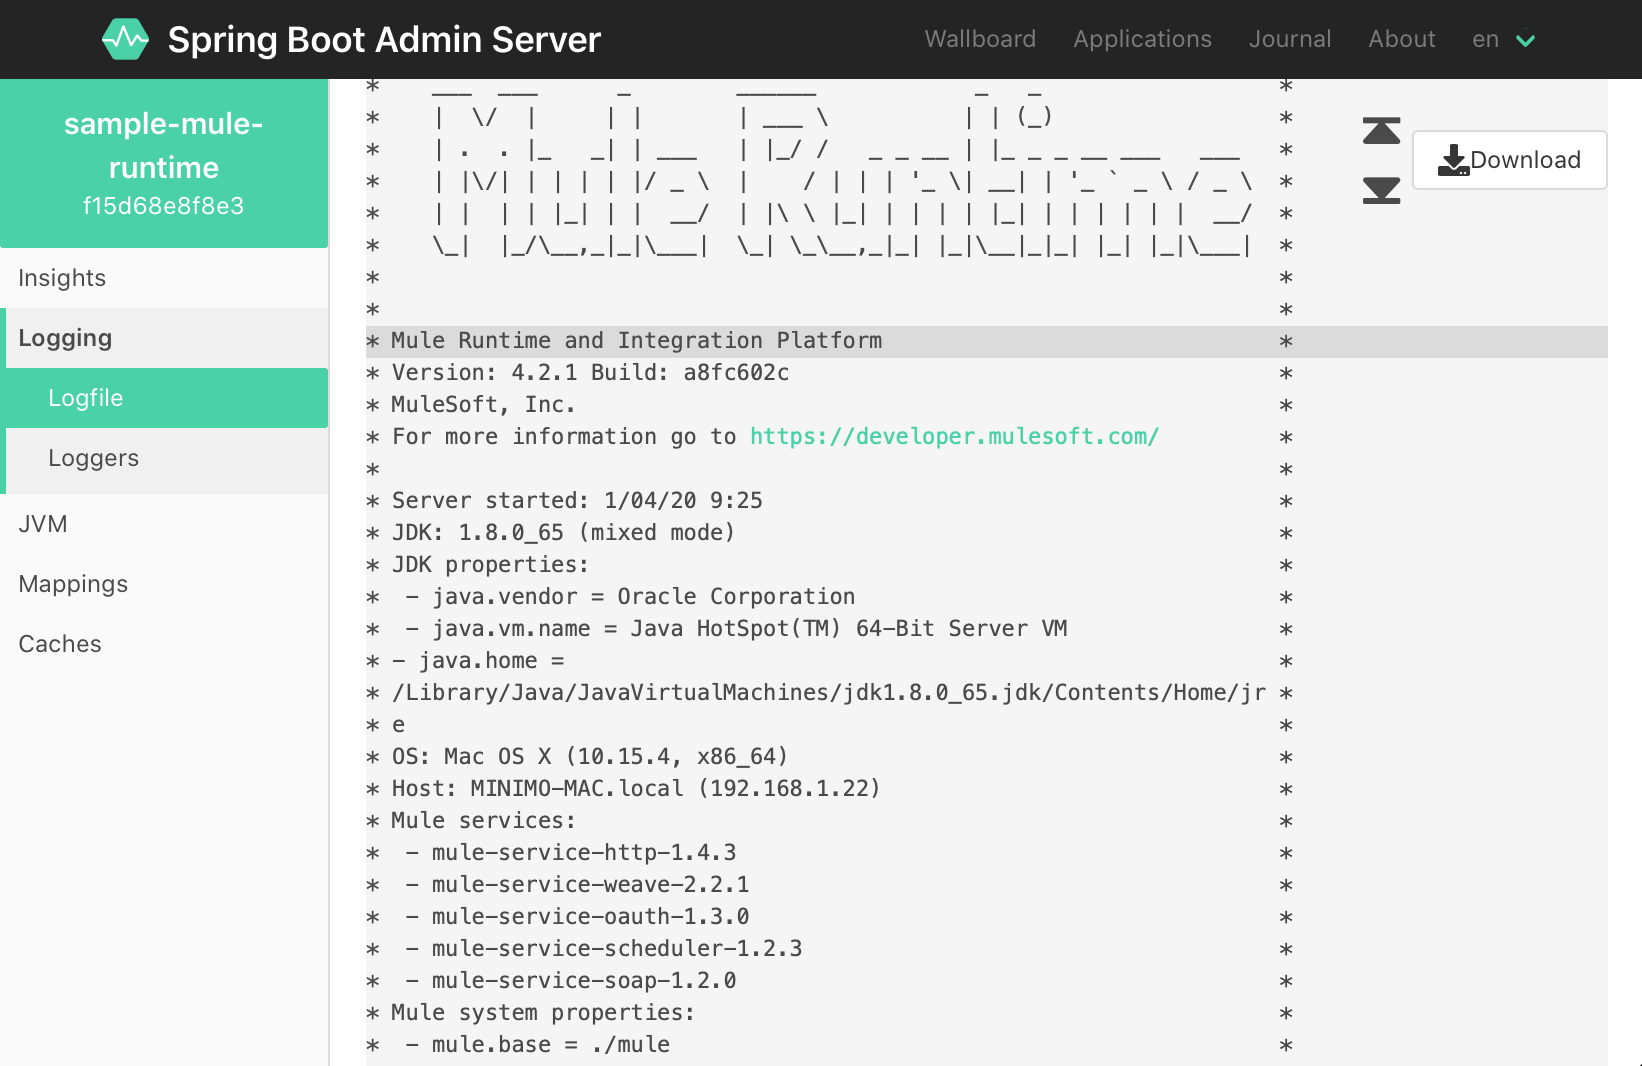 Spring Boot Admin Server
Wallboard Applications Journal About en
sample-mule-
runtime
f15d68e8f8e3
Insights
Logging
Logfile
Loggers
JVM
Mappings
Caches
Download
*    ___  ___      _        ______            _   _                  *
*    |  \/  |     | |       | ___ \          | | (_)                 *
*    | .  . |_   _| | ___   | |_/ /   _ _ __ | |_ _ _ __ ___   ___   *
*    | |\/| | | | | |/ _ \  |    / | | | '_ \| __| | '_ ` _ \ / _ \  *
*    | |  | | |_| | |  __/  | |\ \ |_| | | | | |_| | | | | | |  __/  *
*    \_|  |_/\__,_|_|\___|  \_| \_\__,_|_| |_|\__|_|_| |_| |_|\___|  *
*                                                                    *
*                                                                    *
* Mule Runtime and Integration Platform                              *
* Version: 4.2.1 Build: a8fc602c                                     *
* MuleSoft, Inc.                                                     *
* For more information go to https://developer.mulesoft.com/         *
*                                                                    *
* Server started: 1/04/20 9:25                                       *
* JDK: 1.8.0_65 (mixed mode)                                         *
* JDK properties:                                                    *
*  - java.vendor = Oracle Corporation                                *
*  - java.vm.name = Java HotSpot(TM) 64-Bit Server VM                *
* - java.home =                                                      *
* /Library/Java/JavaVirtualMachines/jdk1.8.0_65.jdk/Contents/Home/jr *
* e                                                                  *
* OS: Mac OS X (10.15.4, x86_64)                                     *
* Host: MINIMO-MAC.local (192.168.1.22)                              *
* Mule services:                                                     *
*  - mule-service-http-1.4.3                                         *
*  - mule-service-weave-2.2.1                                        *
*  - mule-service-oauth-1.3.0                                        *
*  - mule-service-scheduler-1.2.3                                    *
*  - mule-service-soap-1.2.0                                         *
* Mule system properties:                                            *
*  - mule.base = ./mule                                              *